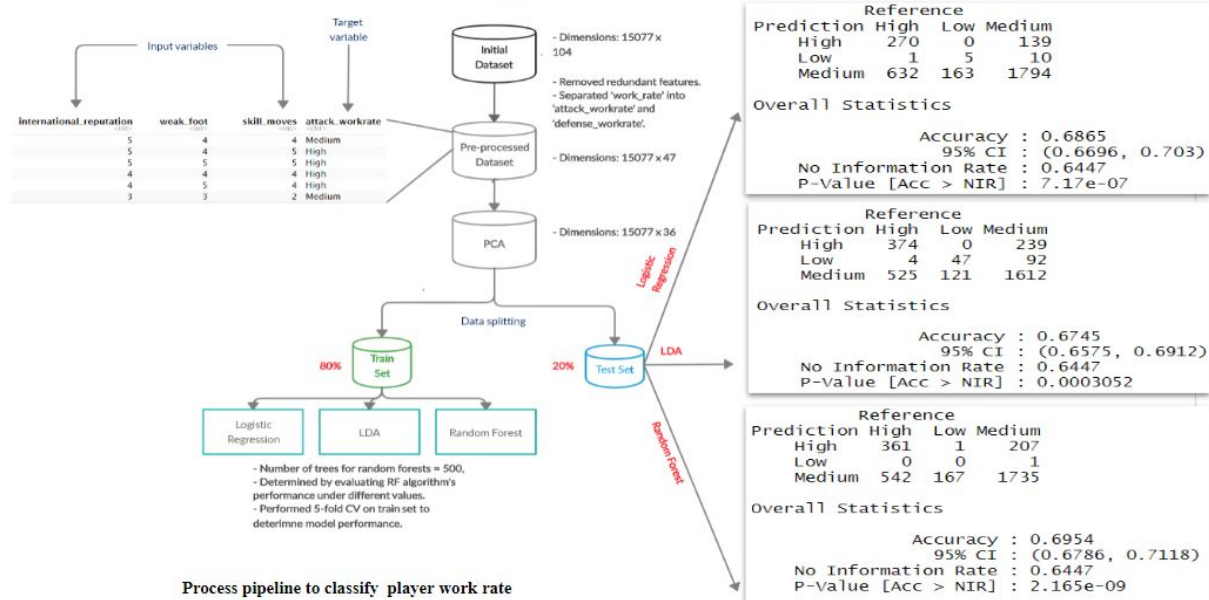 Input variables
Target
variable
international_reputation weak_foot skill_moves attack_workrate
<int> <int> <int> <chr>
5 4 4 Medium
5 4 5 High
5 5 5 High
4 4 4 High
4 5 4 High
3 3 2 Medium
Initial
Dataset
- Dimensions: 15077 x
104
- Removed redundant features.
- Separated 'work_rate' into
'attack_workrate' and
'defense_workrate'.
Pre-processed
Dataset
- Dimensions: 15077 x 47
PCA
- Dimensions: 15077 x 36
Data splitting
80%
Train
Set
20%
Test Set
Logistic
Regression
LDA
Random Forest
Logistic
Regression
LDA
Random Forest
- Number of trees for random forests = 500,
- Determined by evaluating RF algorithm's
performance under different values.
- Performed 5-fold CV on train set to
deterimne model performance.
Process pipeline to classify player work rate
Reference
Prediction High Low Medium
High 270 0 139
Low 1 5 10
Medium 632 163 1794
Overall Statistics
Accuracy : 0.6865
95% CI : (0.6696, 0.703)
No Information Rate : 0.6447
P-Value [Acc > NIR] : 7.17e-07
Reference
Prediction High Low Medium
High 374 0 239
Low 4 47 92
Medium 525 121 1612
Overall Statistics
Accuracy : 0.6745
95% CI : (0.6575, 0.6912)
No Information Rate : 0.6447
P-Value [Acc > NIR] : 0.0003052
Reference
Prediction High Low Medium
High 361 1 207
Low 0 0 1
Medium 542 167 1735
Overall Statistics
Accuracy : 0.6954
95% CI : (0.6786, 0.7118)
No Information Rate : 0.6447
P-Value [Acc > NIR] : 2.165e-09